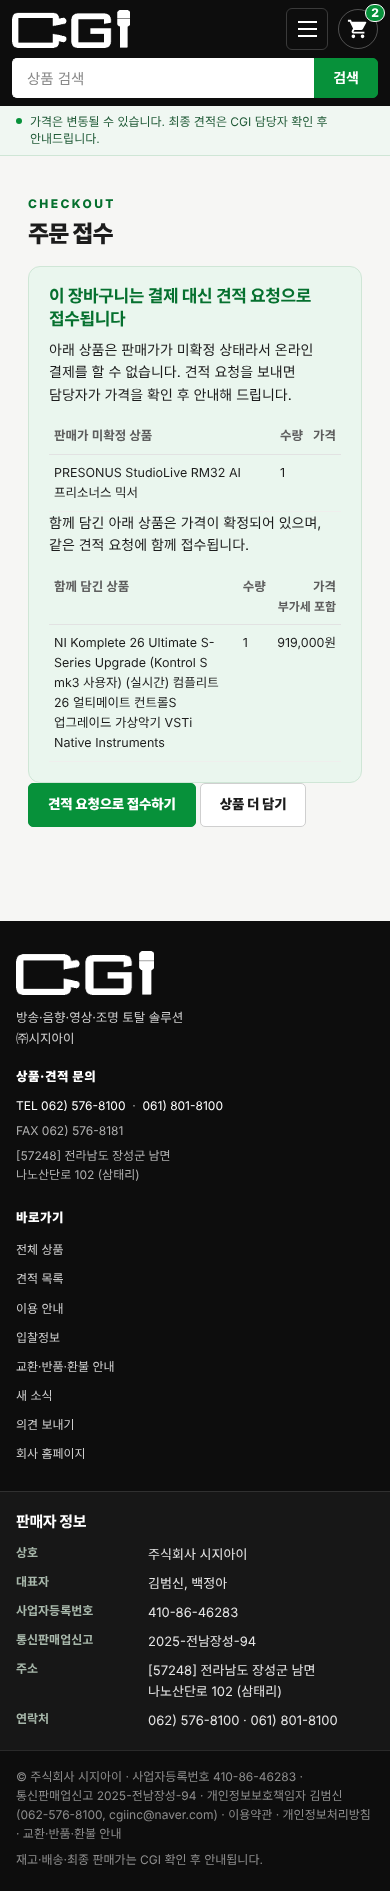 CGI
2
상품 검색
검색
가격은 변동될 수 있습니다. 최종 견적은 CGI 담당자 확인 후
안내드립니다.
CHECKOUT
주문 접수
이 장바구니는 결제 대신 견적 요청으로
접수됩니다
아래 상품은 판매가가 미확정 상태라서 온라인
결제를 할 수 없습니다. 견적 요청을 보내면
담당자가 가격을 확인 후 안내해 드립니다.
판매가 미확정 상품 수량 가격
PRESONUS StudioLive RM32 AI 1
프리소너스 믹서
함께 담긴 아래 상품은 가격이 확정되어 있으며,
같은 견적 요청에 함께 접수됩니다.
함께 담긴 상품 수량 가격
부가세 포함
NI Komplete 26 Ultimate S- 1 919,000원
Series Upgrade (Kontrol S
mk3 사용자) (실시간) 컴플리트
26 얼티메이트 컨트롤S
업그레이드 가상악기 VSTi
Native Instruments
견적 요청으로 접수하기 상품 더 담기
CGI
방송·음향·영상·조명 토탈 솔루션
㈜시지아이
상품·견적 문의
TEL 062) 576-8100 · 061) 801-8100
FAX 062) 576-8181
[57248] 전라남도 장성군 남면
나노산단로 102 (삼태리)
바로가기
전체 상품
견적 목록
이용 안내
입찰정보
교환·반품·환불 안내
새 소식
의견 보내기
회사 홈페이지
판매자 정보
상호 주식회사 시지아이
대표자 김범신, 백정아
사업자등록번호 410-86-46283
통신판매업신고 2025-전남장성-94
주소 [57248] 전라남도 장성군 남면
나노산단로 102 (삼태리)
연락처 062) 576-8100 · 061) 801-8100
© 주식회사 시지아이 · 사업자등록번호 410-86-46283 ·
통신판매업신고 2025-전남장성-94 · 개인정보보호책임자 김범신
(062-576-8100, cgiinc@naver.com) · 이용약관 · 개인정보처리방침
· 교환·반품·환불 안내
재고·배송·최종 판매가는 CGI 확인 후 안내됩니다.